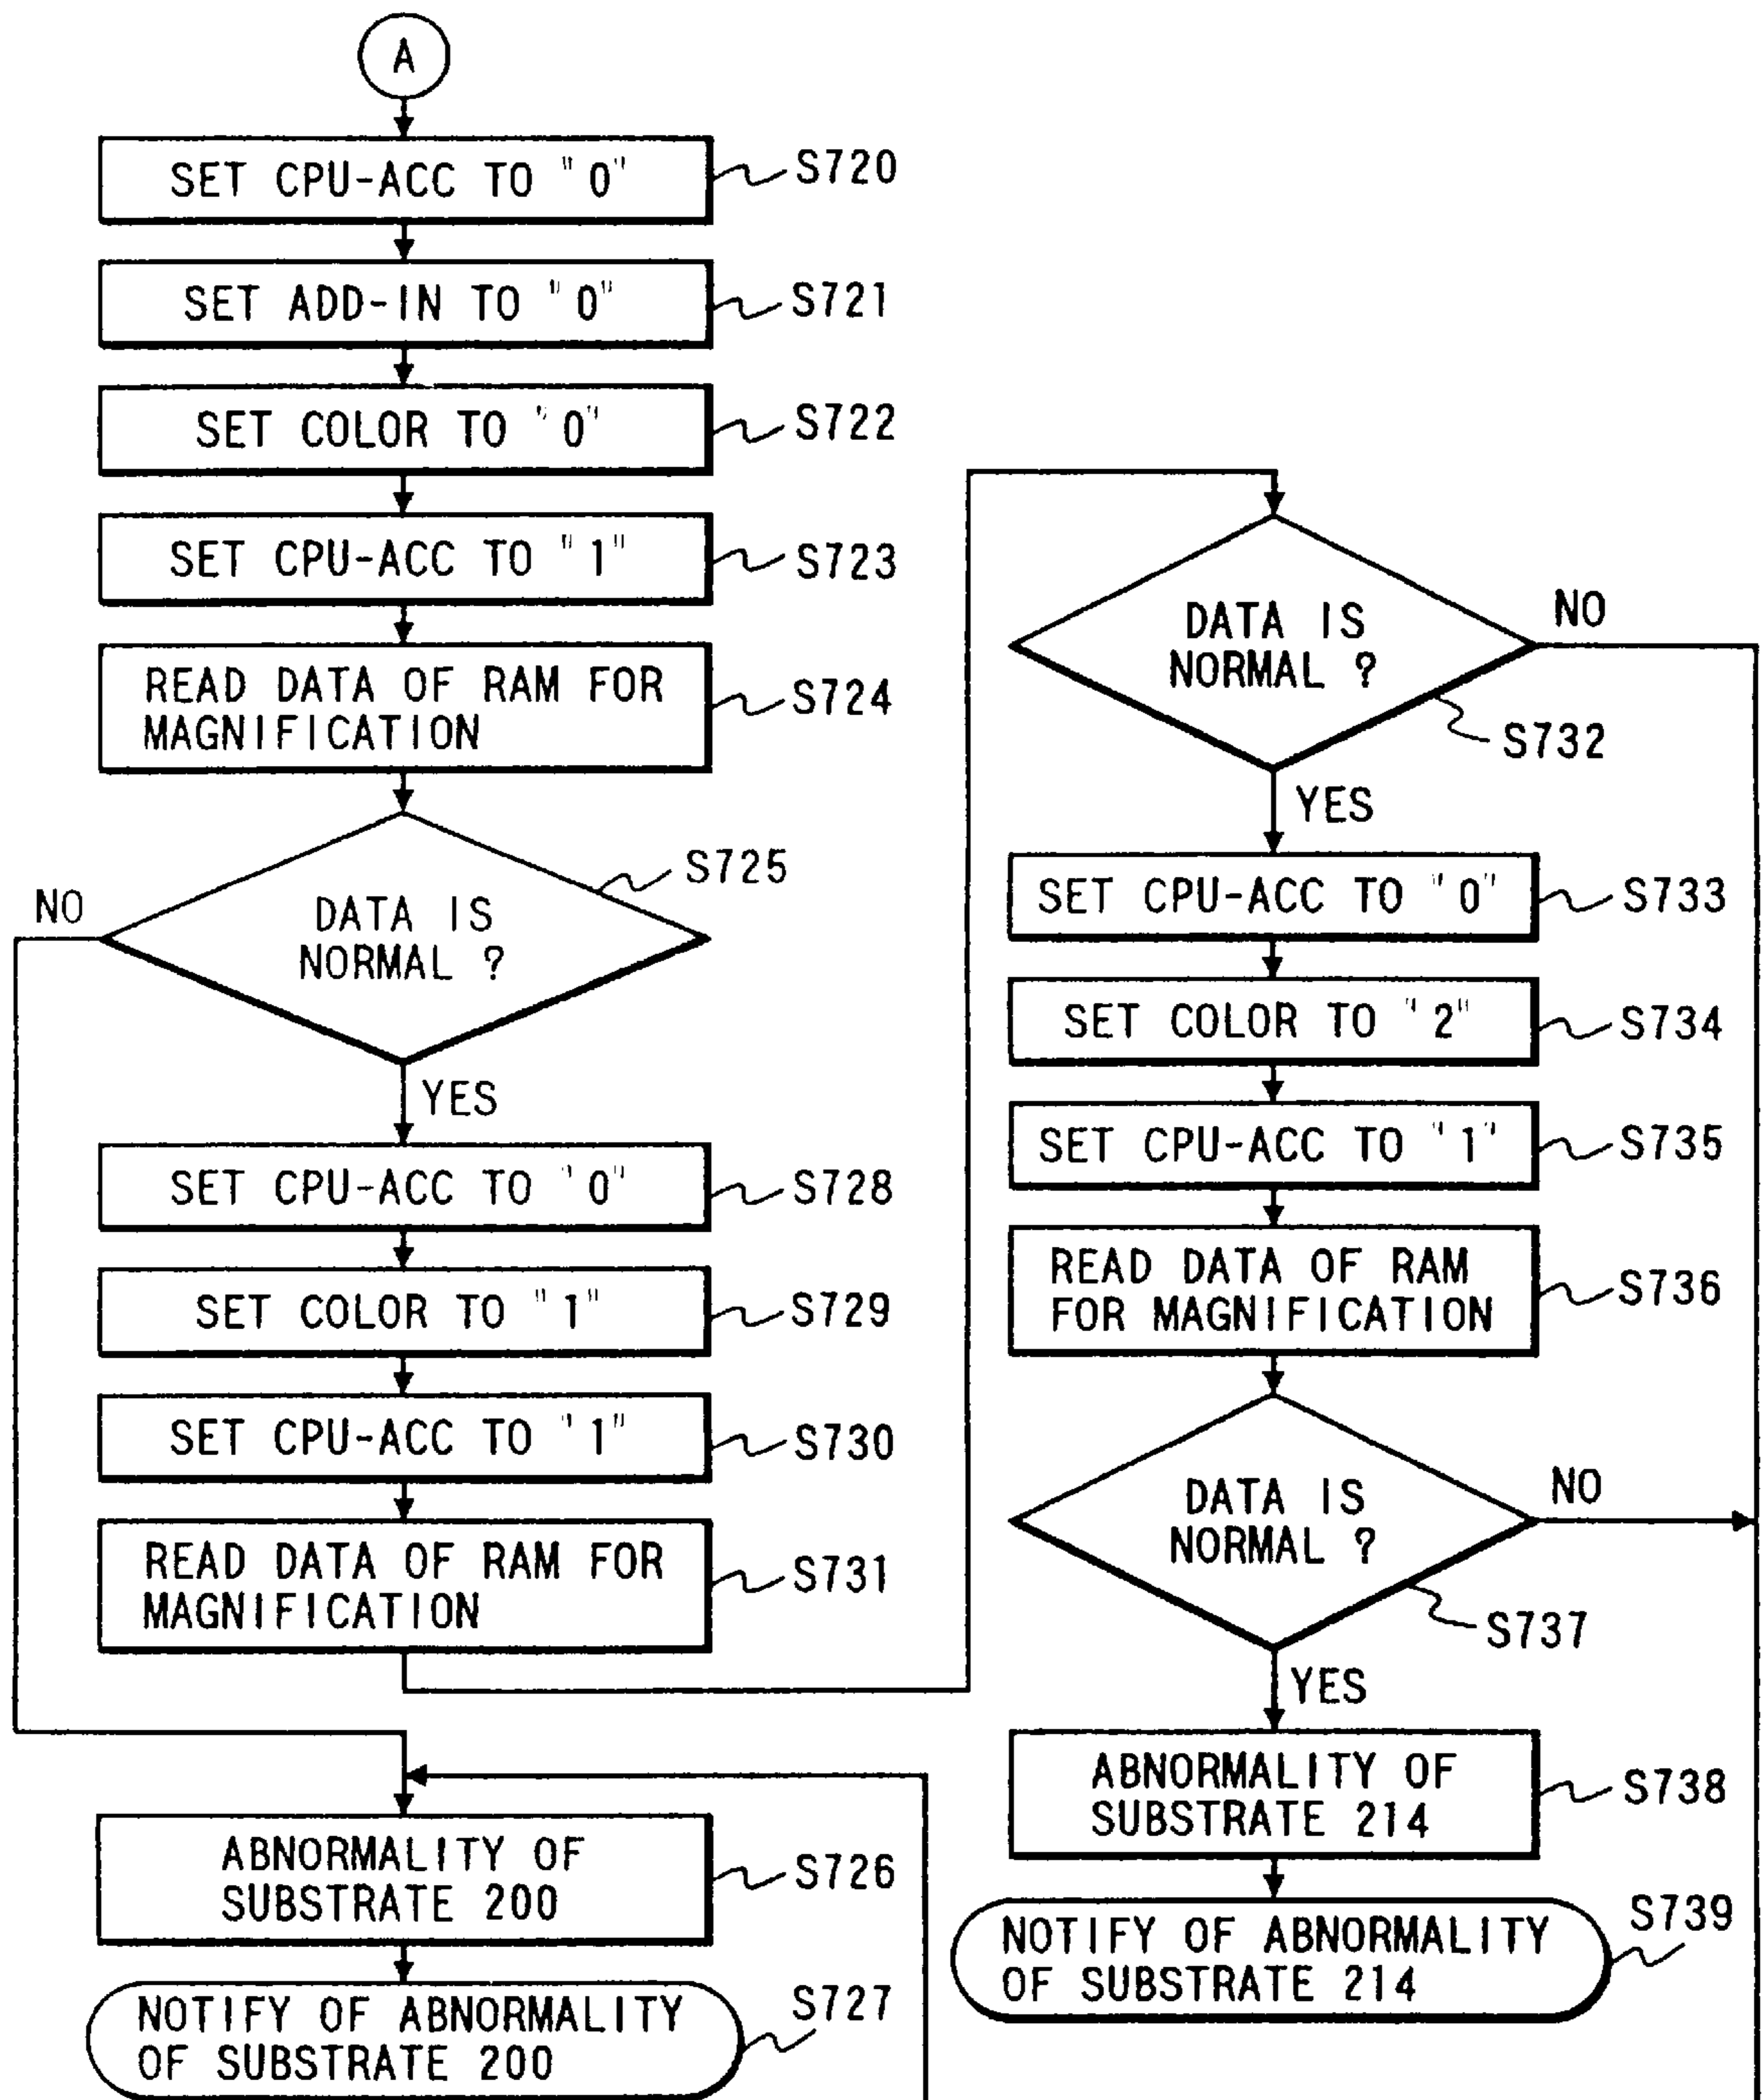 A
SET CPU-ACC TO "0"
S720
SET ADD-IN TO "0"
S721
SET COLOR TO "0"
S722
SET CPU-ACC TO "1"
S723
READ DATA OF RAM FOR
MAGNIFICATION
S724
S725
NO
DATA IS
NORMAL ?
YES
SET CPU-ACC TO "0"
S728
SET COLOR TO "1"
S729
SET CPU-ACC TO "1"
S730
READ DATA OF RAM FOR
MAGNIFICATION
S731
ABNORMALITY OF
SUBSTRATE 200
S726
NOTIFY OF ABNORMALITY
OF SUBSTRATE 200
S727
DATA IS
NORMAL ?
NO
S732
YES
SET CPU-ACC TO "0"
S733
SET COLOR TO "2"
S734
SET CPU-ACC TO "1"
S735
READ DATA OF RAM
FOR MAGNIFICATION
S736
DATA IS
NORMAL ?
NO
S737
YES
ABNORMALITY OF
SUBSTRATE 214
S738
NOTIFY OF ABNORMALITY
OF SUBSTRATE 214
S739